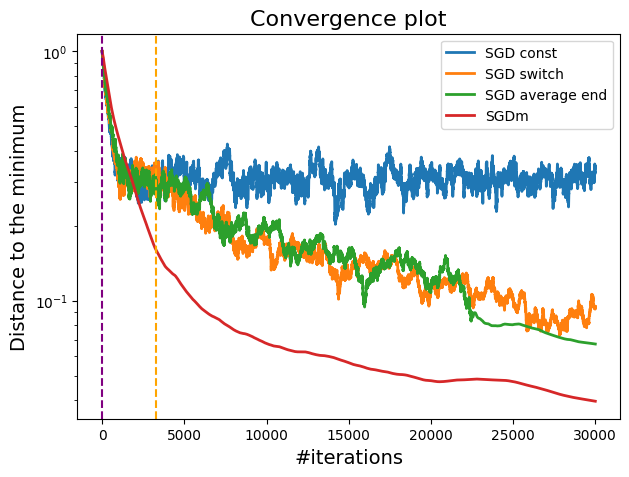 Convergence plot
SGD const
SGD switch
SGD average end
SGDm
Distance to the minimum
10⁰
10⁻¹
0 5000 10000 15000 20000 25000 30000
#iterations